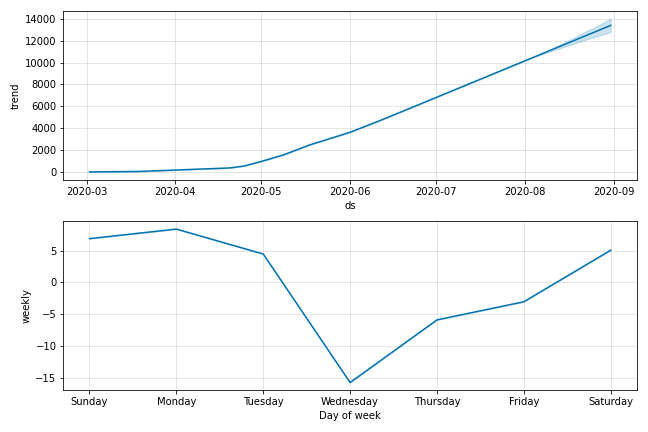 14000
12000
10000
8000
6000
4000
2000
0
trend
2020-03 2020-04 2020-05 2020-06 2020-07 2020-08 2020-09
ds
5
0
−5
−10
−15
weekly
Sunday Monday Tuesday Wednesday Thursday Friday Saturday
Day of week